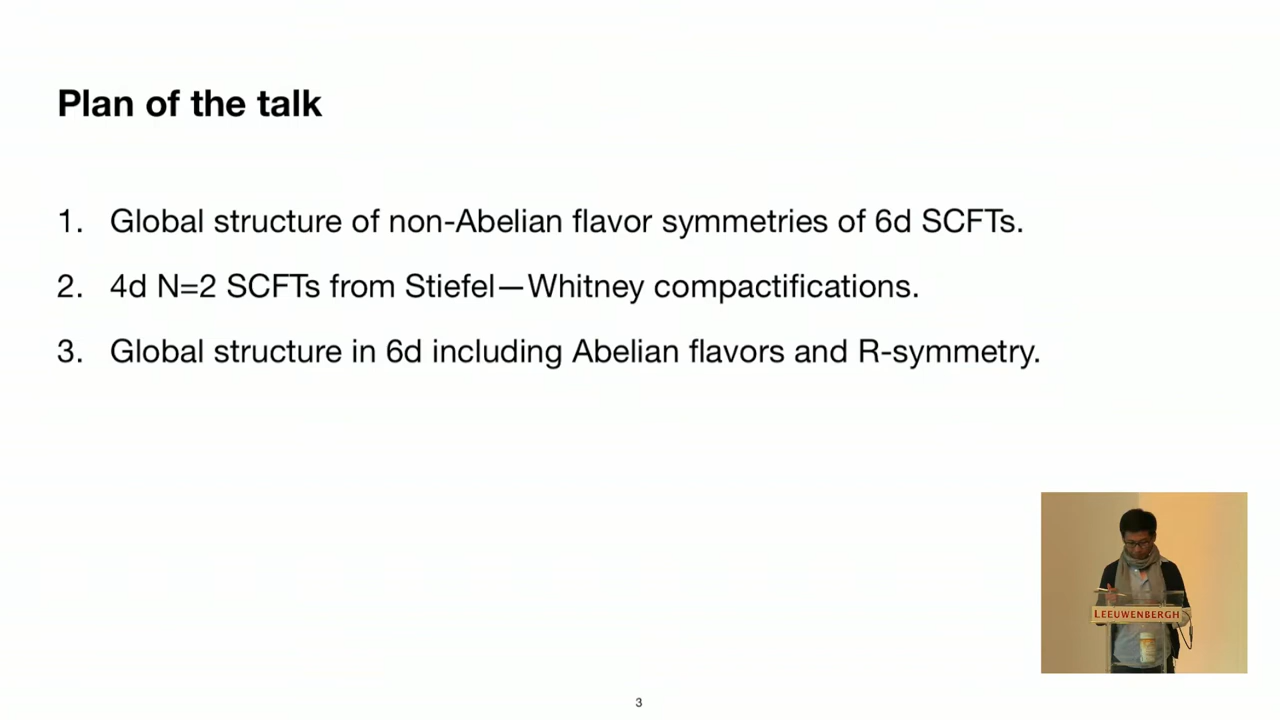 Plan of the talk
1. Global structure of non-Abelian flavor symmetries of 6d SCFTs.
2. 4d N=2 SCFTs from Stiefel—Whitney compactifications.
3. Global structure in 6d including Abelian flavors and R-symmetry.
LEEUWENBERGH
3